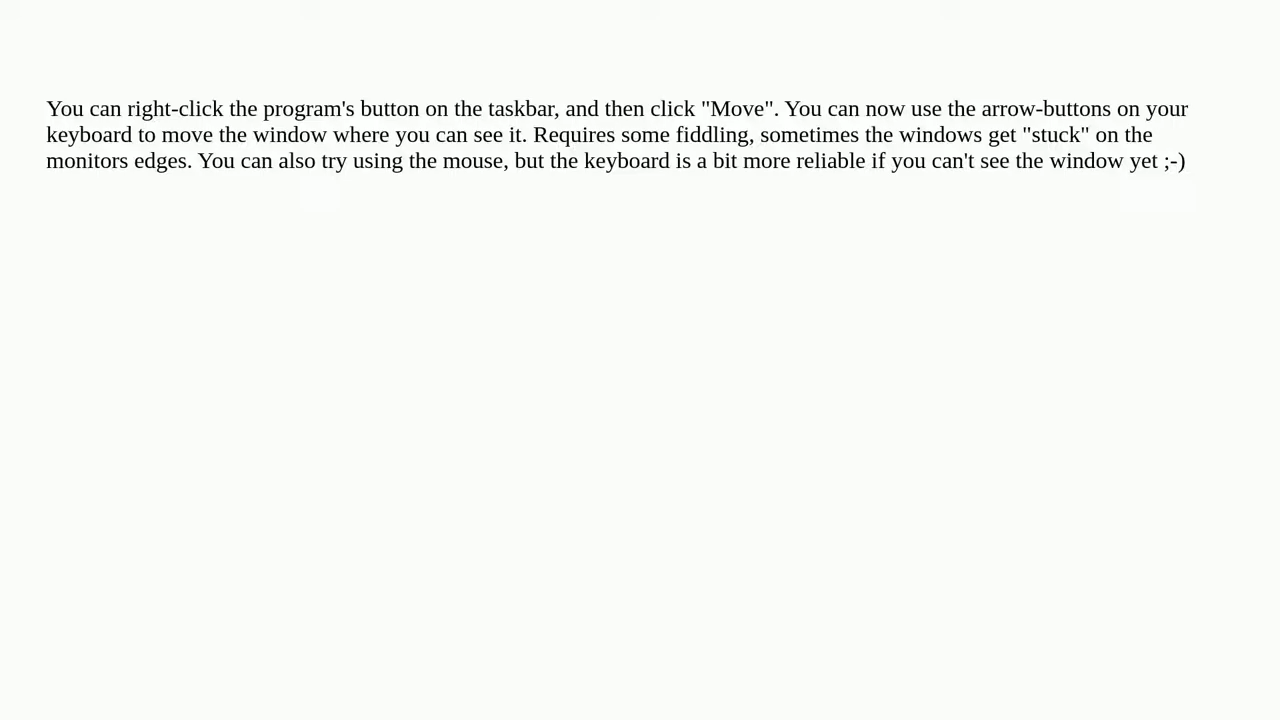 You can right-click the program's button on the taskbar, and then click "Move". You can now use the arrow-buttons on your
keyboard to move the window where you can see it. Requires some fiddling, sometimes the windows get "stuck" on the
monitors edges. You can also try using the mouse, but the keyboard is a bit more reliable if you can't see the window yet ;-)